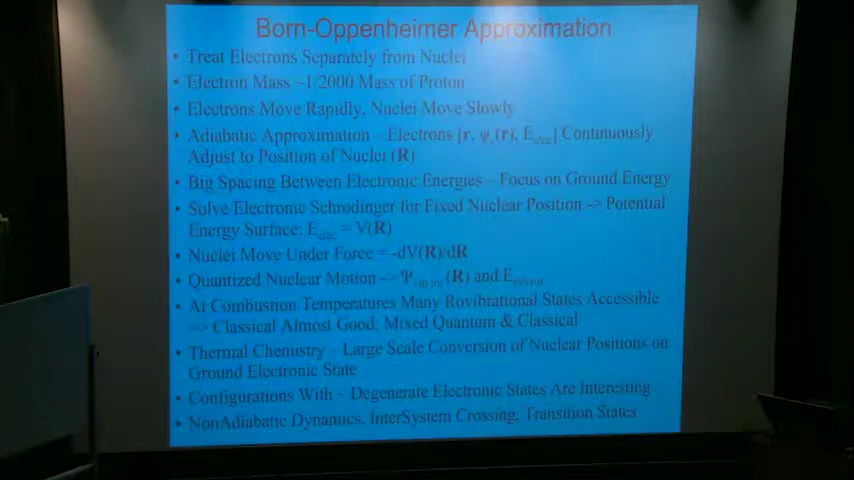 Born-Oppenheimer Approximation
• Treat Electrons Separately from Nuclei
• Electron Mass ~1/2000 Mass of Proton
• Electrons Move Rapidly, Nuclei Move Slowly
• Adiabatic Approximation – Electrons [r, ψₑ(r), E_elec] Continuously
Adjust to Position of Nuclei (R)
• Big Spacing Between Electronic Energies – Focus on Ground Energy
• Solve Electronic Schrodinger for Fixed Nuclear Position -> Potential
Energy Surface: E_elec = V(R)
• Nuclei Move Under Force = -dV(R)/dR
• Quantized Nuclear Motion –> Ψ_vib rot (R) and E_vib rot
• At Combustion Temperatures Many Rovibrational States Accessible
=> Classical Almost Good; Mixed Quantum & Classical
• Thermal Chemistry – Large Scale Conversion of Nuclear Positions on
Ground Electronic State
• Configurations With ~ Degenerate Electronic States Are Interesting
• NonAdiabatic Dynamics, InterSystem Crossing, Transition States